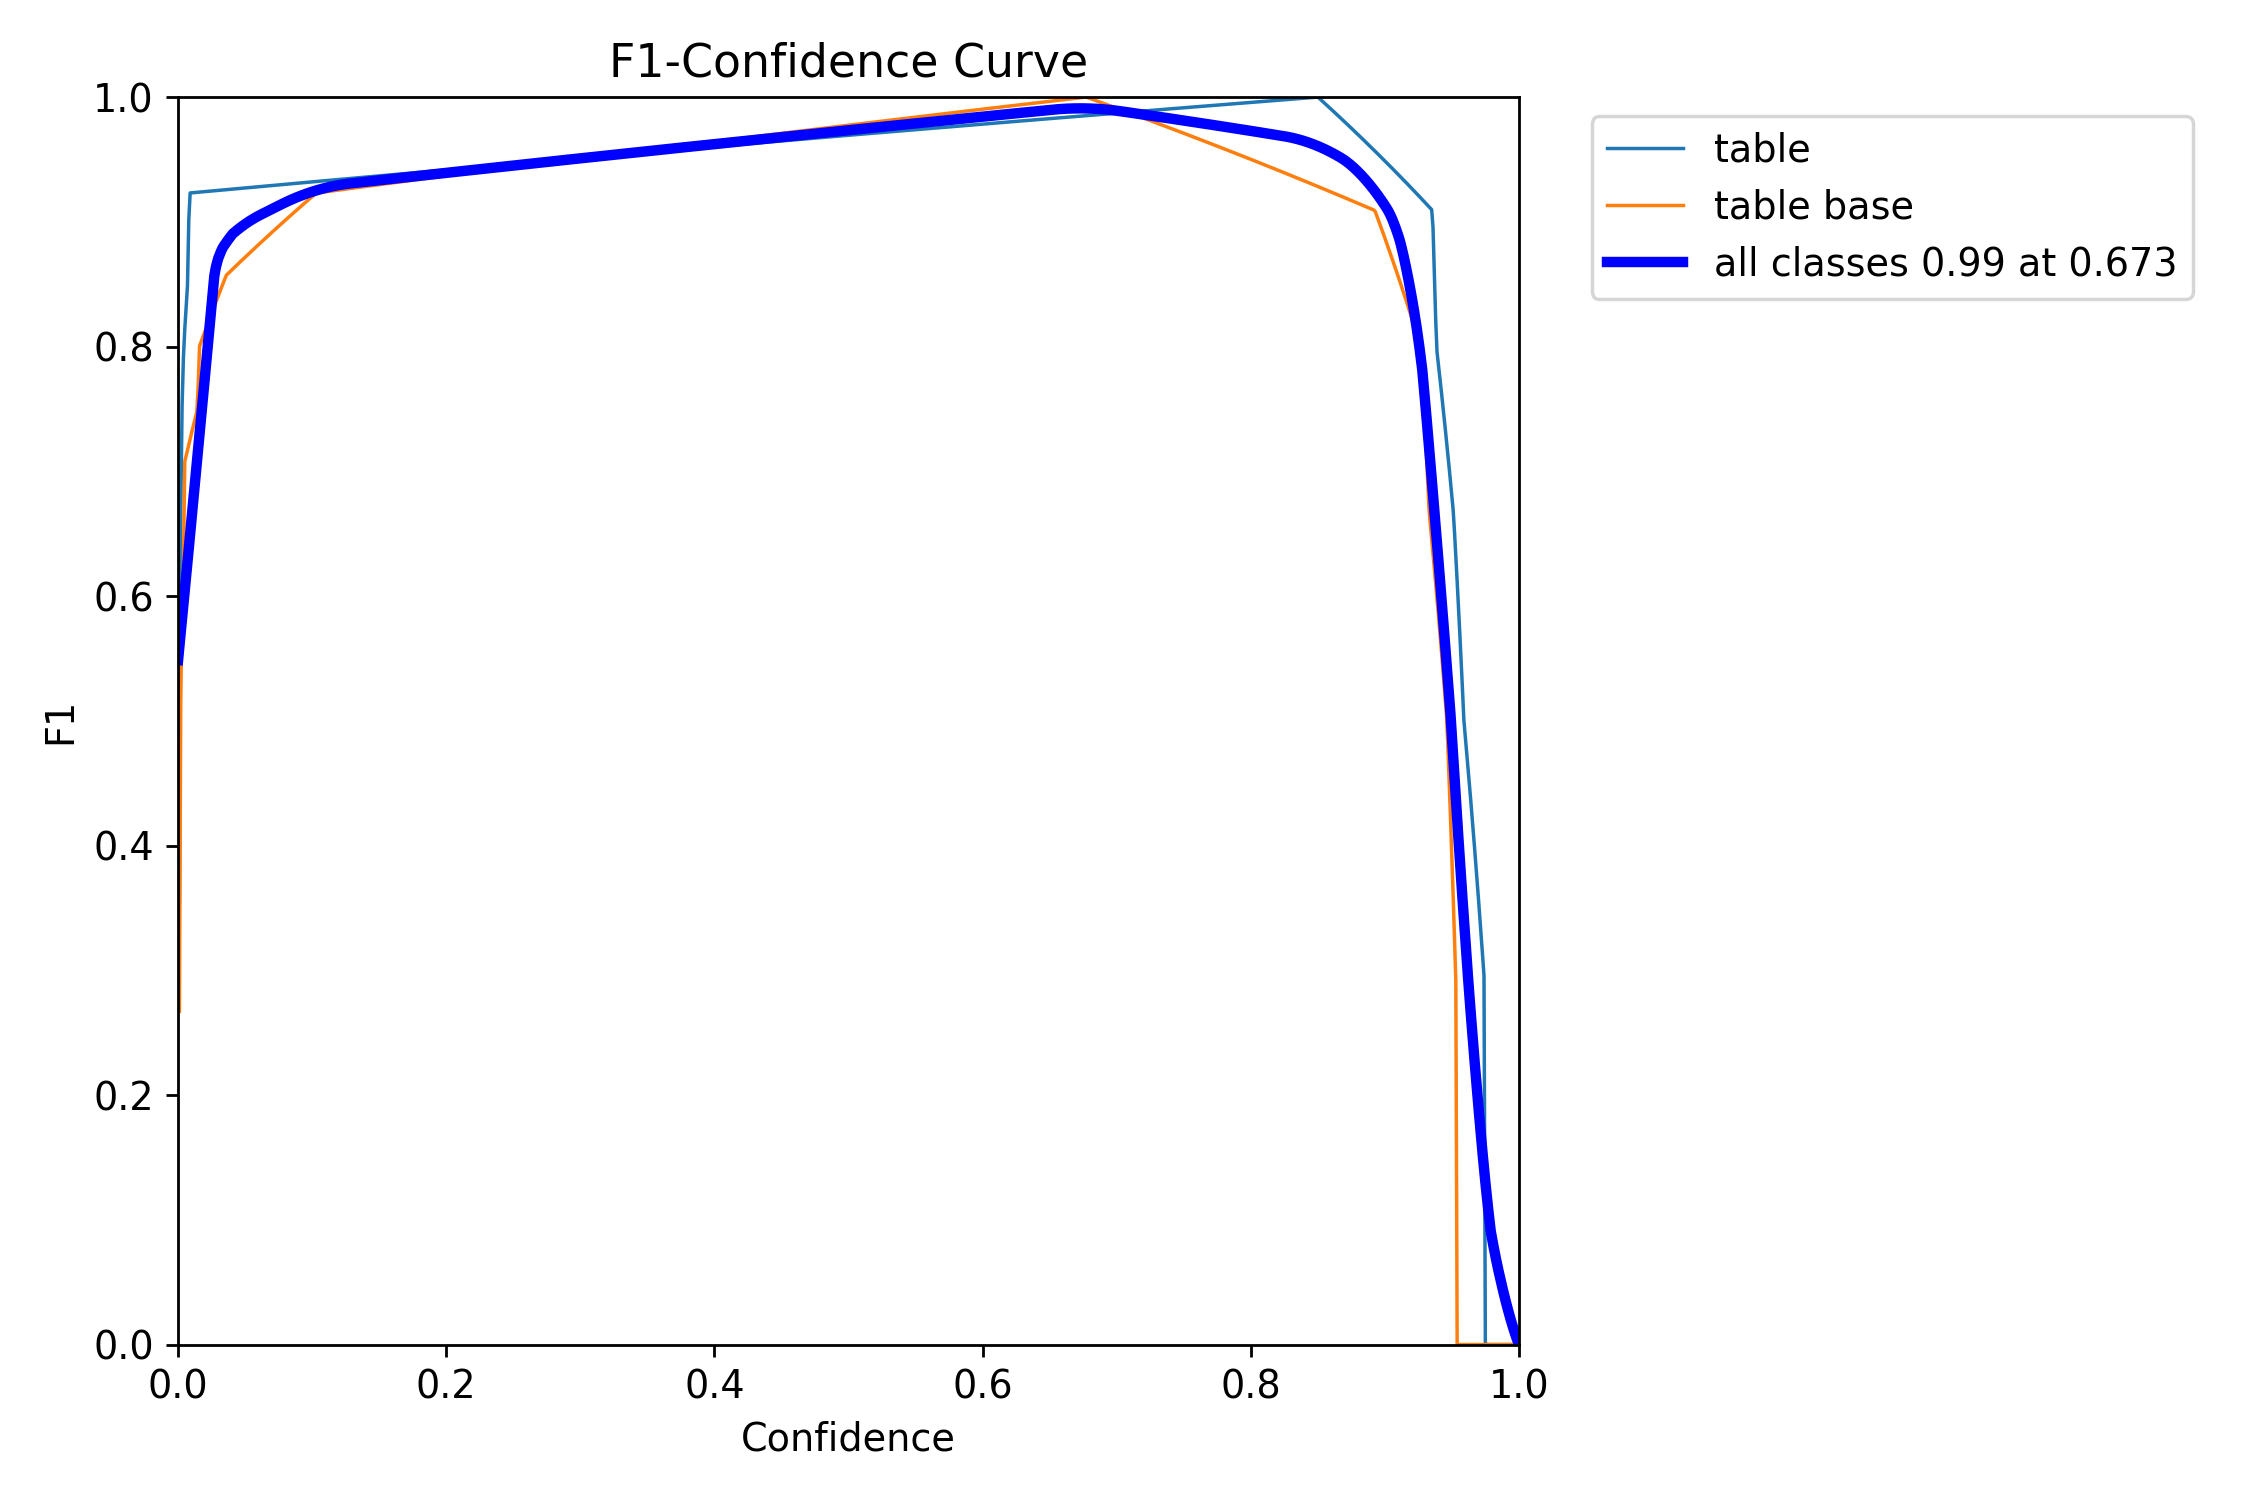 F1-Confidence Curve
1.0
0.8
0.6
0.4
0.2
0.0
F1
0.0 0.2 0.4 0.6 0.8 1.0
Confidence
table
table base
all classes 0.99 at 0.673